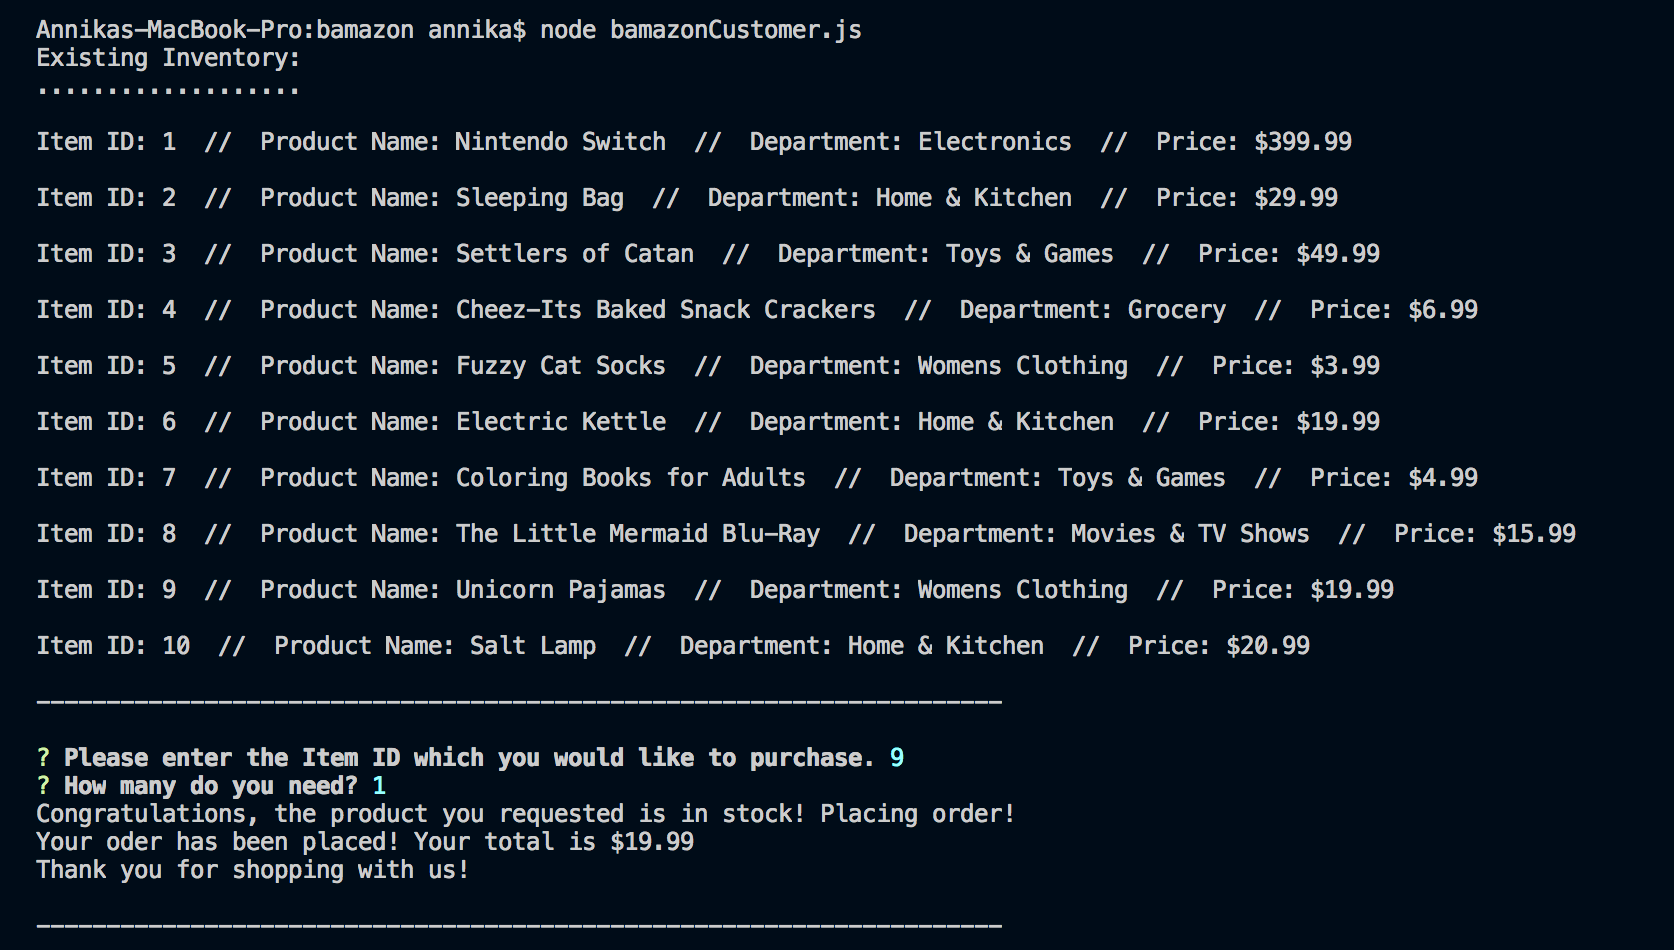 Annikas-MacBook-Pro:bamazon annika$ node bamazonCustomer.js
Existing Inventory:
...................
Item ID: 1  //  Product Name: Nintendo Switch  //  Department: Electronics  //  Price: $399.99
Item ID: 2  //  Product Name: Sleeping Bag  //  Department: Home & Kitchen  //  Price: $29.99
Item ID: 3  //  Product Name: Settlers of Catan  //  Department: Toys & Games  //  Price: $49.99
Item ID: 4  //  Product Name: Cheez-Its Baked Snack Crackers  //  Department: Grocery  //  Price: $6.99
Item ID: 5  //  Product Name: Fuzzy Cat Socks  //  Department: Womens Clothing  //  Price: $3.99
Item ID: 6  //  Product Name: Electric Kettle  //  Department: Home & Kitchen  //  Price: $19.99
Item ID: 7  //  Product Name: Coloring Books for Adults  //  Department: Toys & Games  //  Price: $4.99
Item ID: 8  //  Product Name: The Little Mermaid Blu-Ray  //  Department: Movies & TV Shows  //  Price: $15.99
Item ID: 9  //  Product Name: Unicorn Pajamas  //  Department: Womens Clothing  //  Price: $19.99
Item ID: 10  //  Product Name: Salt Lamp  //  Department: Home & Kitchen  //  Price: $20.99
---------------------------------------------------------------------
? Please enter the Item ID which you would like to purchase. 9
? How many do you need? 1
Congratulations, the product you requested is in stock! Placing order!
Your oder has been placed! Your total is $19.99
Thank you for shopping with us!
---------------------------------------------------------------------